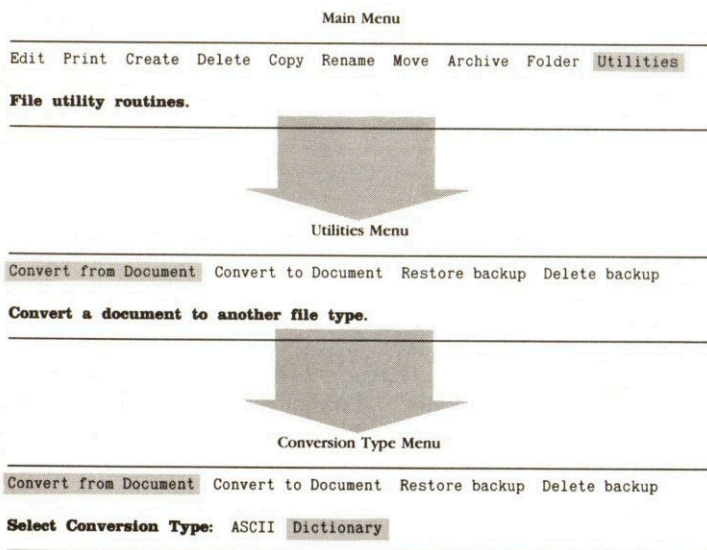 Main Menu
Edit Print Create Delete Copy Rename Move Archive Folder Utilities
File utility routines.
Utilities Menu
Convert from Document Convert to Document Restore backup Delete backup
Convert a document to another file type.
Conversion Type Menu
Convert from Document Convert to Document Restore backup Delete backup
Select Conversion Type: ASCII Dictionary